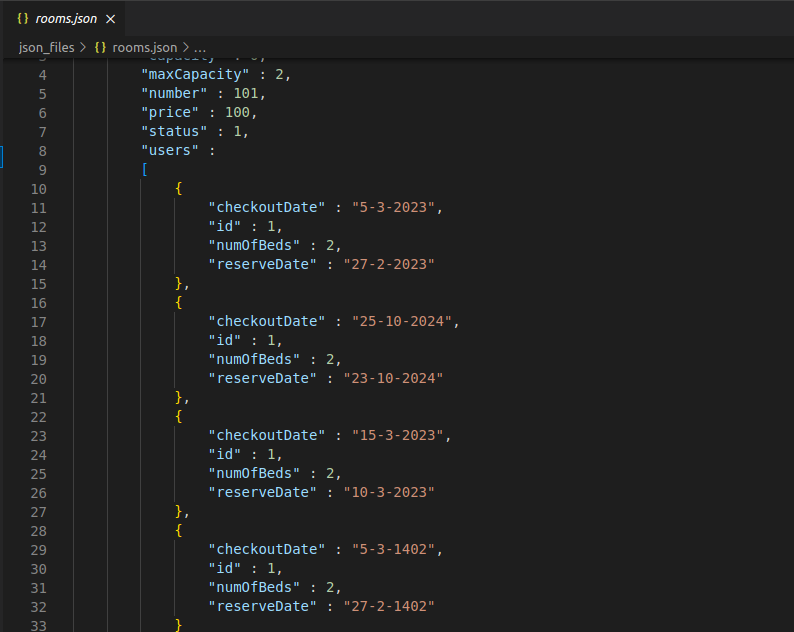 {} rooms.json ×
json_files > {} rooms.json > ...
4 "maxCapacity" : 2,
5 "number" : 101,
6 "price" : 100,
7 "status" : 1,
8 "users" :
9 [
10 {
11 "checkoutDate" : "5-3-2023",
12 "id" : 1,
13 "numOfBeds" : 2,
14 "reserveDate" : "27-2-2023"
15 },
16 {
17 "checkoutDate" : "25-10-2024",
18 "id" : 1,
19 "numOfBeds" : 2,
20 "reserveDate" : "23-10-2024"
21 },
22 {
23 "checkoutDate" : "15-3-2023",
24 "id" : 1,
25 "numOfBeds" : 2,
26 "reserveDate" : "10-3-2023"
27 },
28 {
29 "checkoutDate" : "5-3-1402",
30 "id" : 1,
31 "numOfBeds" : 2,
32 "reserveDate" : "27-2-1402"
33 }